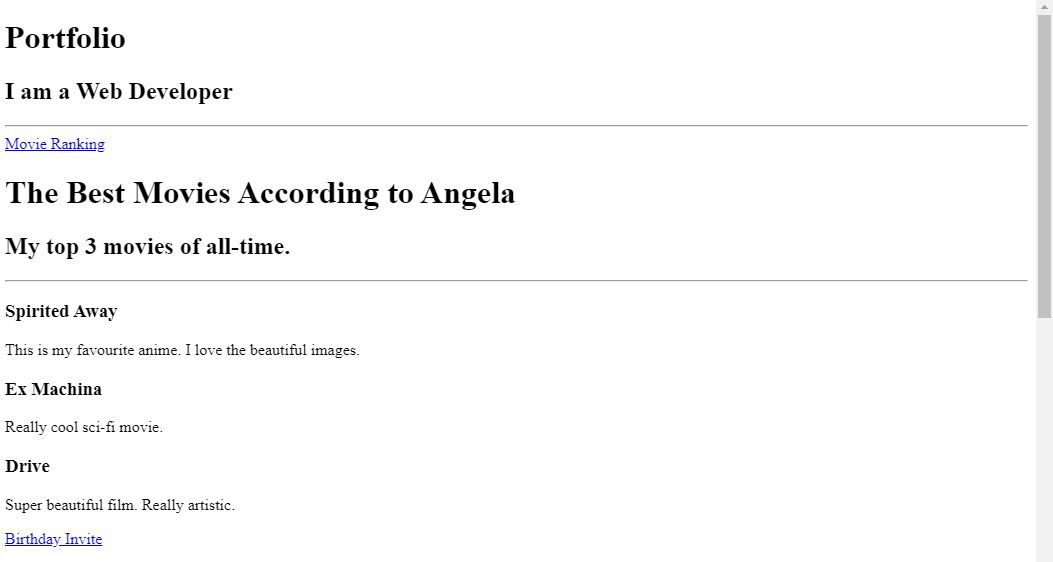 Portfolio
I am a Web Developer
Movie Ranking
The Best Movies According to Angela
My top 3 movies of all-time.
Spirited Away
This is my favourite anime. I love the beautiful images.
Ex Machina
Really cool sci-fi movie.
Drive
Super beautiful film. Really artistic.
Birthday Invite